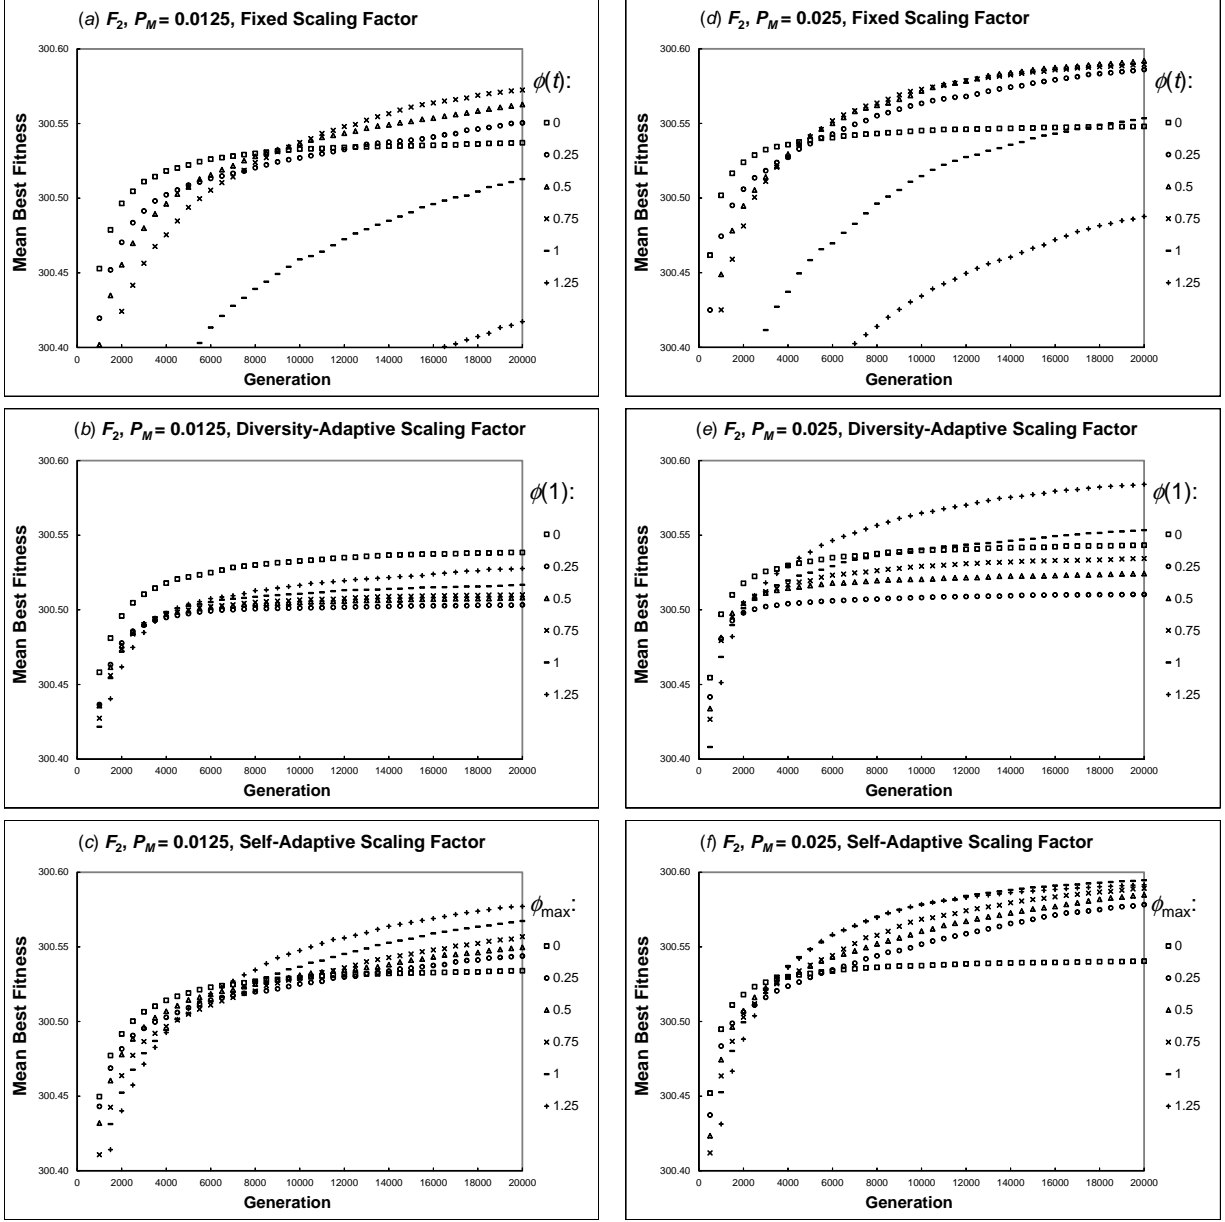 (a) F2, PM = 0.0125, Fixed Scaling Factor
300.60
300.55
300.50
300.45
300.40
0 2000 4000 6000 8000 10000 12000 14000 16000 18000 20000
Mean Best Fitness
Generation
ϕ(t):
0
0.25
0.5
0.75
1
1.25
(d) F2, PM = 0.025, Fixed Scaling Factor
300.60
300.55
300.50
300.45
300.40
0 2000 4000 6000 8000 10000 12000 14000 16000 18000 20000
Mean Best Fitness
Generation
ϕ(t):
0
0.25
0.5
0.75
1
1.25
(b) F2, PM = 0.0125, Diversity-Adaptive Scaling Factor
300.60
300.55
300.50
300.45
300.40
0 2000 4000 6000 8000 10000 12000 14000 16000 18000 20000
Mean Best Fitness
Generation
ϕ(1):
0
0.25
0.5
0.75
1
1.25
(e) F2, PM = 0.025, Diversity-Adaptive Scaling Factor
300.60
300.55
300.50
300.45
300.40
0 2000 4000 6000 8000 10000 12000 14000 16000 18000 20000
Mean Best Fitness
Generation
ϕ(1):
0
0.25
0.5
0.75
1
1.25
(c) F2, PM = 0.0125, Self-Adaptive Scaling Factor
300.60
300.55
300.50
300.45
300.40
0 2000 4000 6000 8000 10000 12000 14000 16000 18000 20000
Mean Best Fitness
Generation
ϕmax:
0
0.25
0.5
0.75
1
1.25
(f) F2, PM = 0.025, Self-Adaptive Scaling Factor
300.60
300.55
300.50
300.45
300.40
0 2000 4000 6000 8000 10000 12000 14000 16000 18000 20000
Mean Best Fitness
Generation
ϕmax:
0
0.25
0.5
0.75
1
1.25